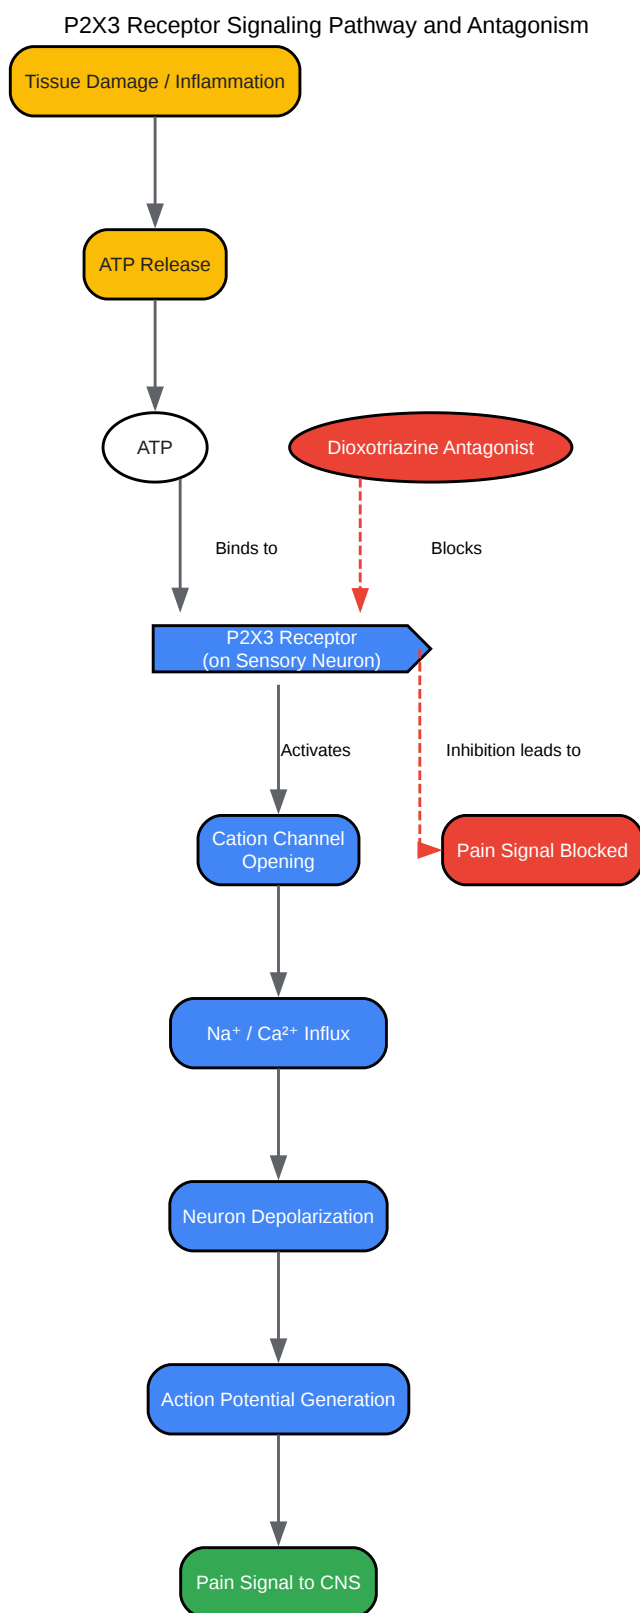 P2X3 Receptor Signaling Pathway and Antagonism
Tissue Damage / Inflammation
ATP Release
ATP
Dioxotriazine Antagonist
Binds to
Blocks
P2X3 Receptor
(on Sensory Neuron)
Activates
Inhibition leads to
Cation Channel
Opening
Pain Signal Blocked
Na⁺ / Ca²⁺ Influx
Neuron Depolarization
Action Potential Generation
Pain Signal to CNS